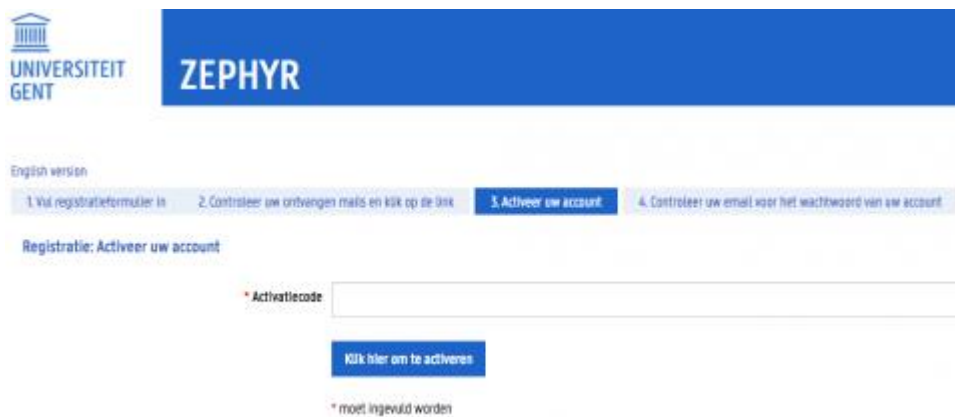 UNIVERSITEIT
GENT
ZEPHYR
English version
1. Vul registratieformulier in 2. Controleer uw ontvangen mails en klik op de link 3. Activeer uw account 4. Controleer uw email voor het wachtwoord van uw account
Registratie: Activeer uw account
* Activatiecode
Klik hier om te activeren
* moet ingevuld worden